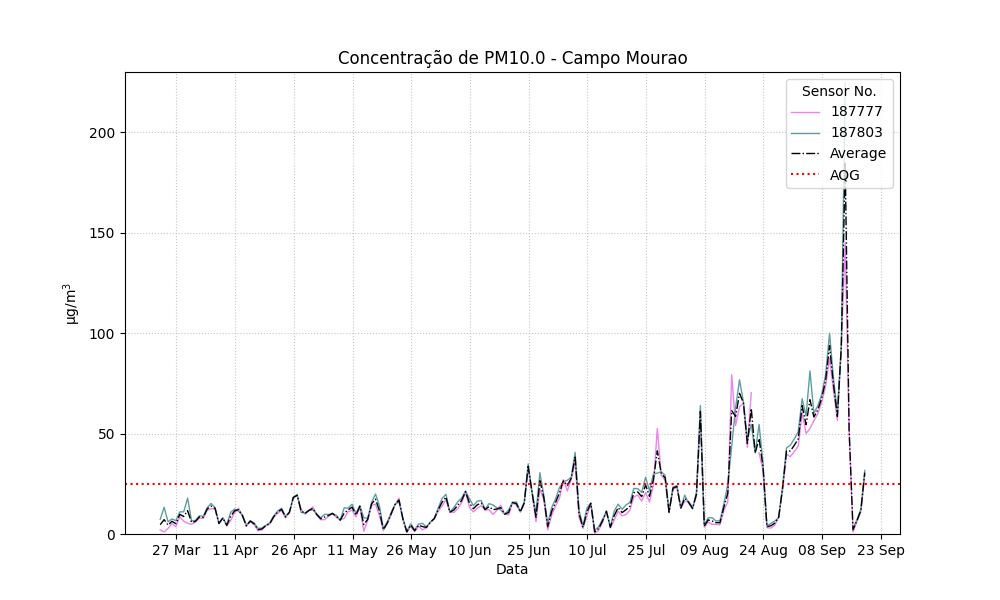 Concentração de PM10.0 - Campo Mourao
Sensor No.
187777
187803
Average
AQG
200
150
100
50
0
µg/m³
27 Mar
11 Apr
26 Apr
11 May
26 May
10 Jun
25 Jun
10 Jul
25 Jul
09 Aug
24 Aug
08 Sep
23 Sep
Data